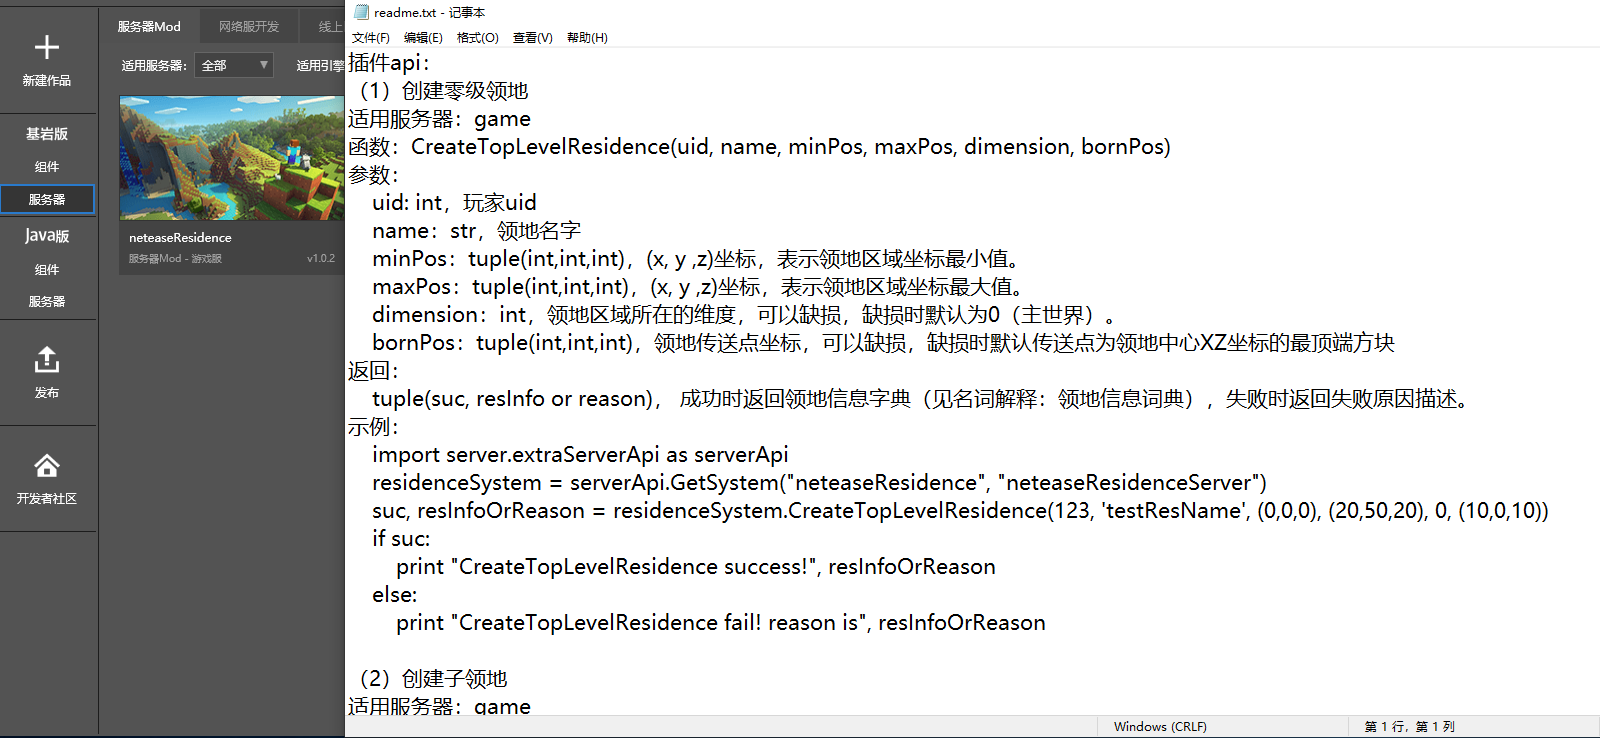 新建作品
基岩版
组件
服务器
Java版
组件
服务器
发布
开发者社区
服务器Mod
网络服开发
线上
适用服务器：
全部
适用引擎
neteaseResidence
服务器Mod - 游戏服
v1.0.2
readme.txt - 记事本
文件(F) 编辑(E) 格式(O) 查看(V) 帮助(H)
插件api：
（1）创建零级领地
适用服务器：game
函数：CreateTopLevelResidence(uid, name, minPos, maxPos, dimension, bornPos)
参数：
uid: int，玩家uid
name：str，领地名字
minPos：tuple(int,int,int)，(x, y ,z)坐标，表示领地区域坐标最小值。
maxPos：tuple(int,int,int)，(x, y ,z)坐标，表示领地区域坐标最大值。
dimension：int，领地区域所在的维度，可以缺损，缺损时默认为0（主世界）。
bornPos：tuple(int,int,int)，领地传送点坐标，可以缺损，缺损时默认传送点为领地中心XZ坐标的最顶端方块
返回：
tuple(suc, resInfo or reason)， 成功时返回领地信息字典（见名词解释：领地信息词典），失败时返回失败原因描述。
示例：
import server.extraServerApi as serverApi
residenceSystem = serverApi.GetSystem("neteaseResidence", "neteaseResidenceServer")
suc, resInfoOrReason = residenceSystem.CreateTopLevelResidence(123, 'testResName', (0,0,0), (20,50,20), 0, (10,0,10))
if suc:
print "CreateTopLevelResidence success!", resInfoOrReason
else:
print "CreateTopLevelResidence fail! reason is", resInfoOrReason
（2）创建子领地
适用服务器：game
Windows (CRLF)
第 1 行，第 1 列